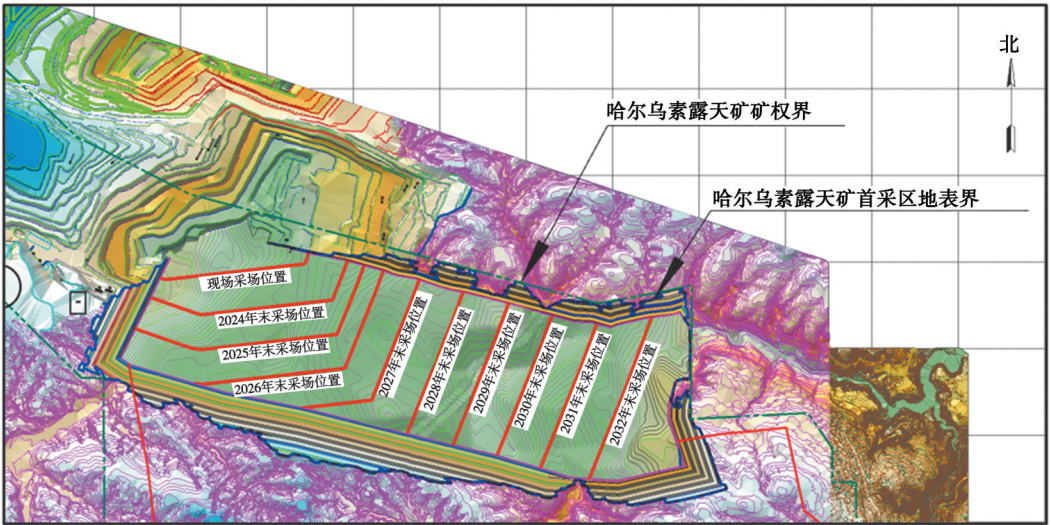 北
哈尔乌素露天矿矿权界
哈尔乌素露天矿首采区地表界
现场采场位置
2024年末采场位置
2025年末采场位置
2026年末采场位置
2027年末采场位置
2028年末采场位置
2029年末采场位置
2030年末采场位置
2031年末采场位置
2032年末采场位置